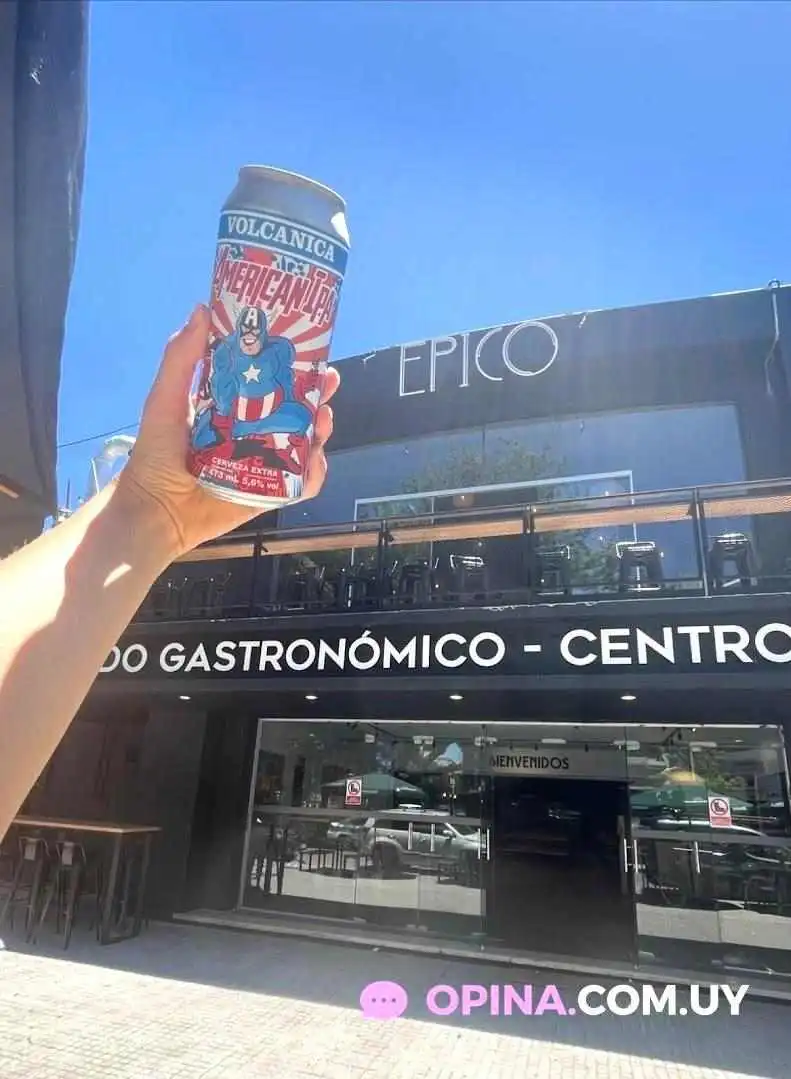 VOLCANICA
AMERICAN IPA
A
CERVEZA EXTRA
473 ml. 5,6% vol
EPICO
DO GASTRONÓMICO - CENTRO
BIENVENIDOS
OPINA.COM.UY